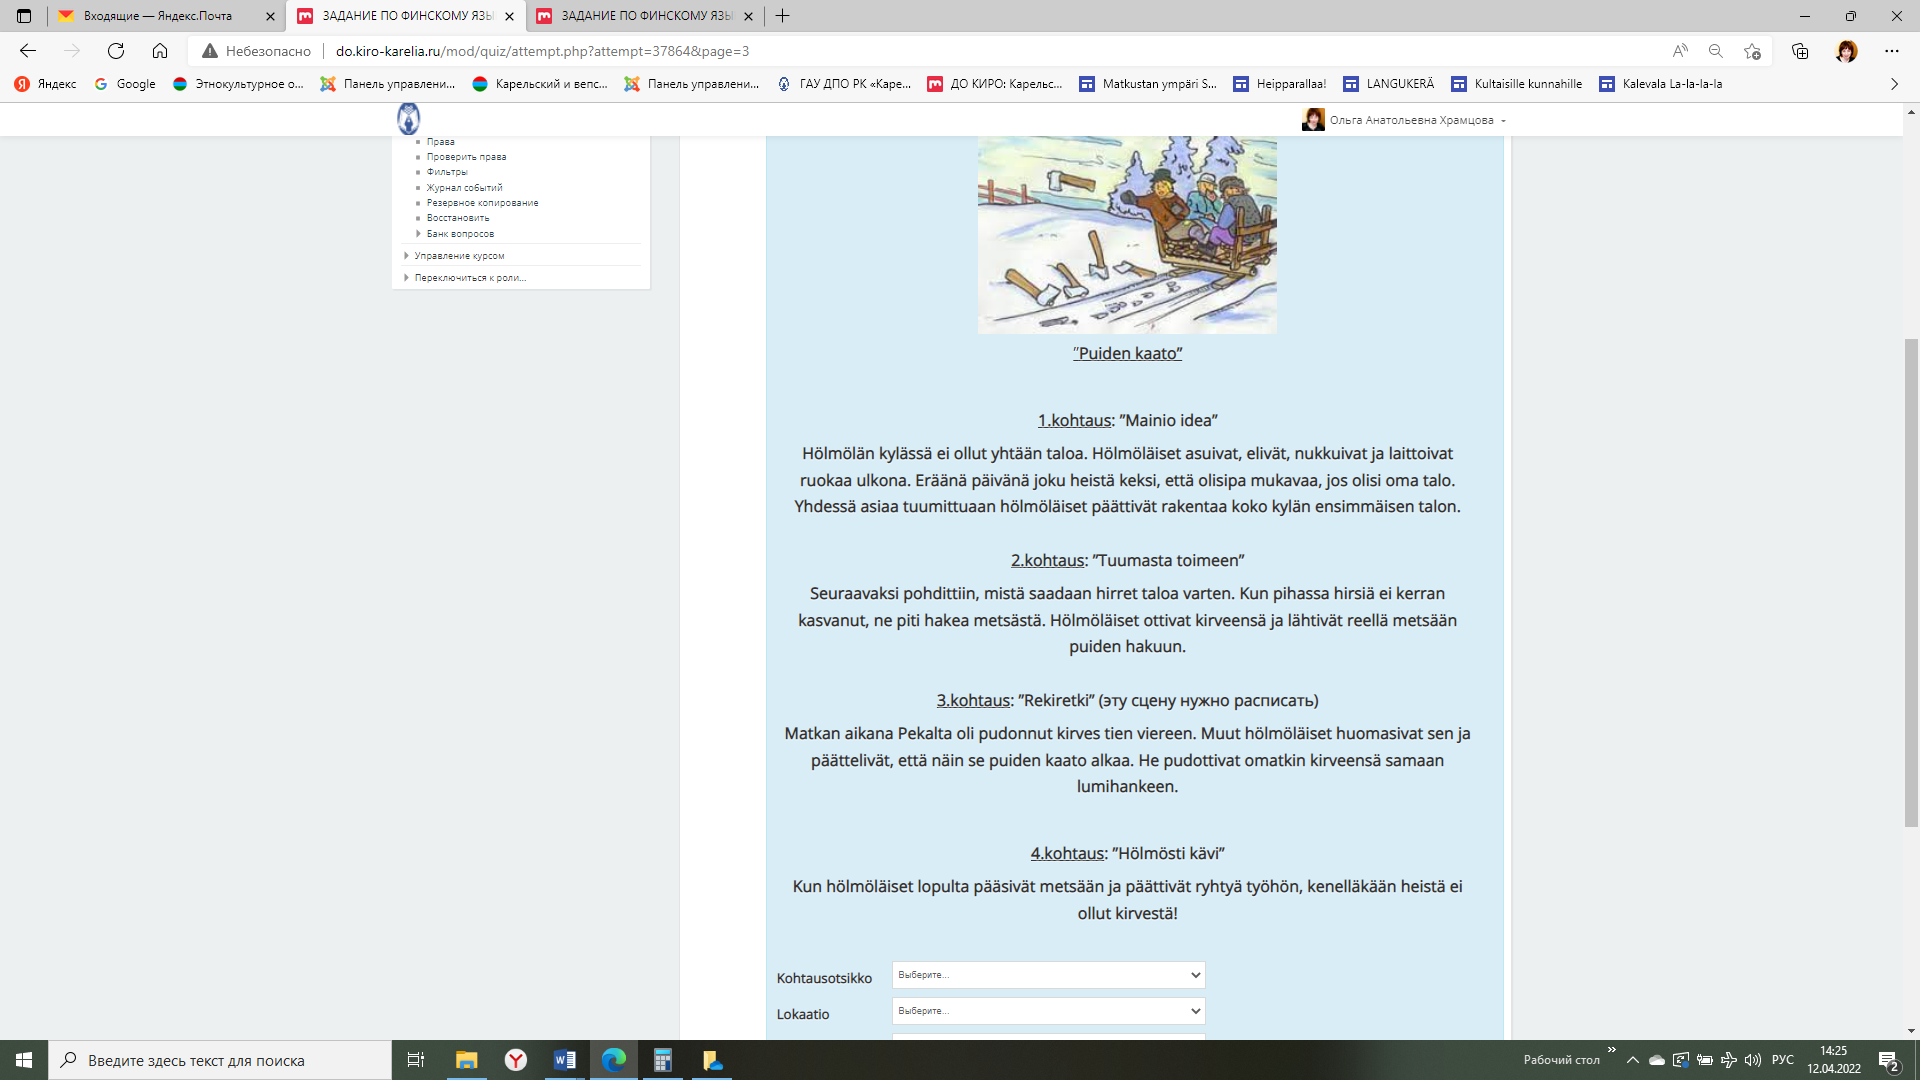 Входящие — Яндекс.Почта
ЗАДАНИЕ ПО ФИНСКОМУ ЯЗЫ
ЗАДАНИЕ ПО ФИНСКОМУ ЯЗЫ
Небезопасно
do.kiro-karelia.ru/mod/quiz/attempt.php?attempt=37864&page=3
Яндекс
Google
Этнокультурное о...
Панель управлени...
Карельский и вепс...
Панель управлени...
ГАУ ДПО РК «Каре...
ДО КИРО: Карельс...
Matkustan ympäri S...
Heipparallaa!
LANGUKERÄ
Kultaisille kunnahille
Kalevala La-la-la-la
Ольга Анатольевна Храмцова
Права
Проверить права
Фильтры
Журнал событий
Резервное копирование
Восстановить
Банк вопросов
Управление курсом
Переключиться к роли...
"Puiden kaato”
1.kohtaus: ”Mainio idea”
Hölmölän kylässä ei ollut yhtään taloa. Hölmöläiset asuivat, elivät, nukkuivat ja laittoivat
ruokaa ulkona. Eräänä päivänä joku heistä keksi, että olisipa mukavaa, jos olisi oma talo.
Yhdessä asiaa tuumittuaan hölmöläiset päättivät rakentaa koko kylän ensimmäisen talon.
2.kohtaus: ”Tuumasta toimeen”
Seuraavaksi pohdittiin, mistä saadaan hirret taloa varten. Kun pihassa hirsiä ei kerran
kasvanut, ne piti hakea metsästä. Hölmöläiset ottivat kirveensä ja lähtivät reellä metsään
puiden hakuun.
3.kohtaus: ”Rekiretki” (эту сцену нужно расписать)
Matkan aikana Pekalta oli pudonnut kirves tien viereen. Muut hölmöläiset huomasivat sen ja
päättelivät, että näin se puiden kaato alkaa. He pudottivat omatkin kirveensä samaan
lumihankeen.
4.kohtaus: ”Hölmösti kävi”
Kun hölmöläiset lopulta pääsivät metsään ja päättivät ryhtyä työhön, kenelläkään heistä ei
ollut kirvestä!
Kohtausotsikko
Выберите...
Lokaatio
Выберите...
Введите здесь текст для поиска
Рабочий стол
РУС
14:25
12.04.2022
2